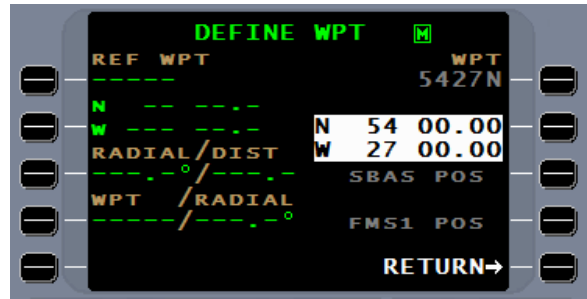 DEFINE WPT M
REF WPT WPT
----- 5427N
N -- --.-
W --- --.- N 54 00.00
RADIAL/DIST W 27 00.00
---.-°/---.- SBAS POS
WPT /RADIAL
-----/---.-° FMS1 POS
RETURN→